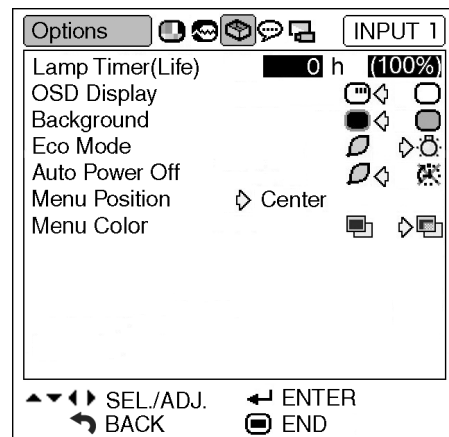 Options INPUT 1
Lamp Timer(Life) 0 h (100%)
OSD Display
Background
Eco Mode
Auto Power Off
Menu Position Center
Menu Color
SEL./ADJ. ENTER
BACK END